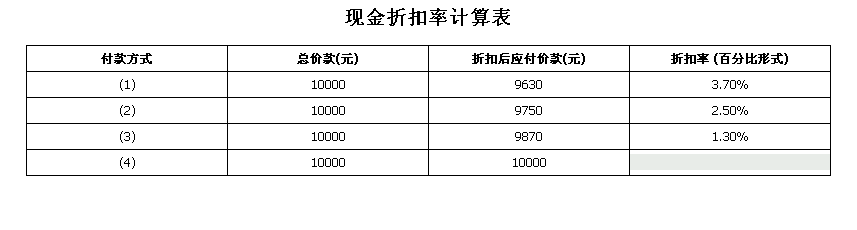 现金折扣率计算表
付款方式 总价款(元) 折扣后应付价款(元) 折扣率 (百分比形式)
(1) 10000 9630 3.70%
(2) 10000 9750 2.50%
(3) 10000 9870 1.30%
(4) 10000 10000